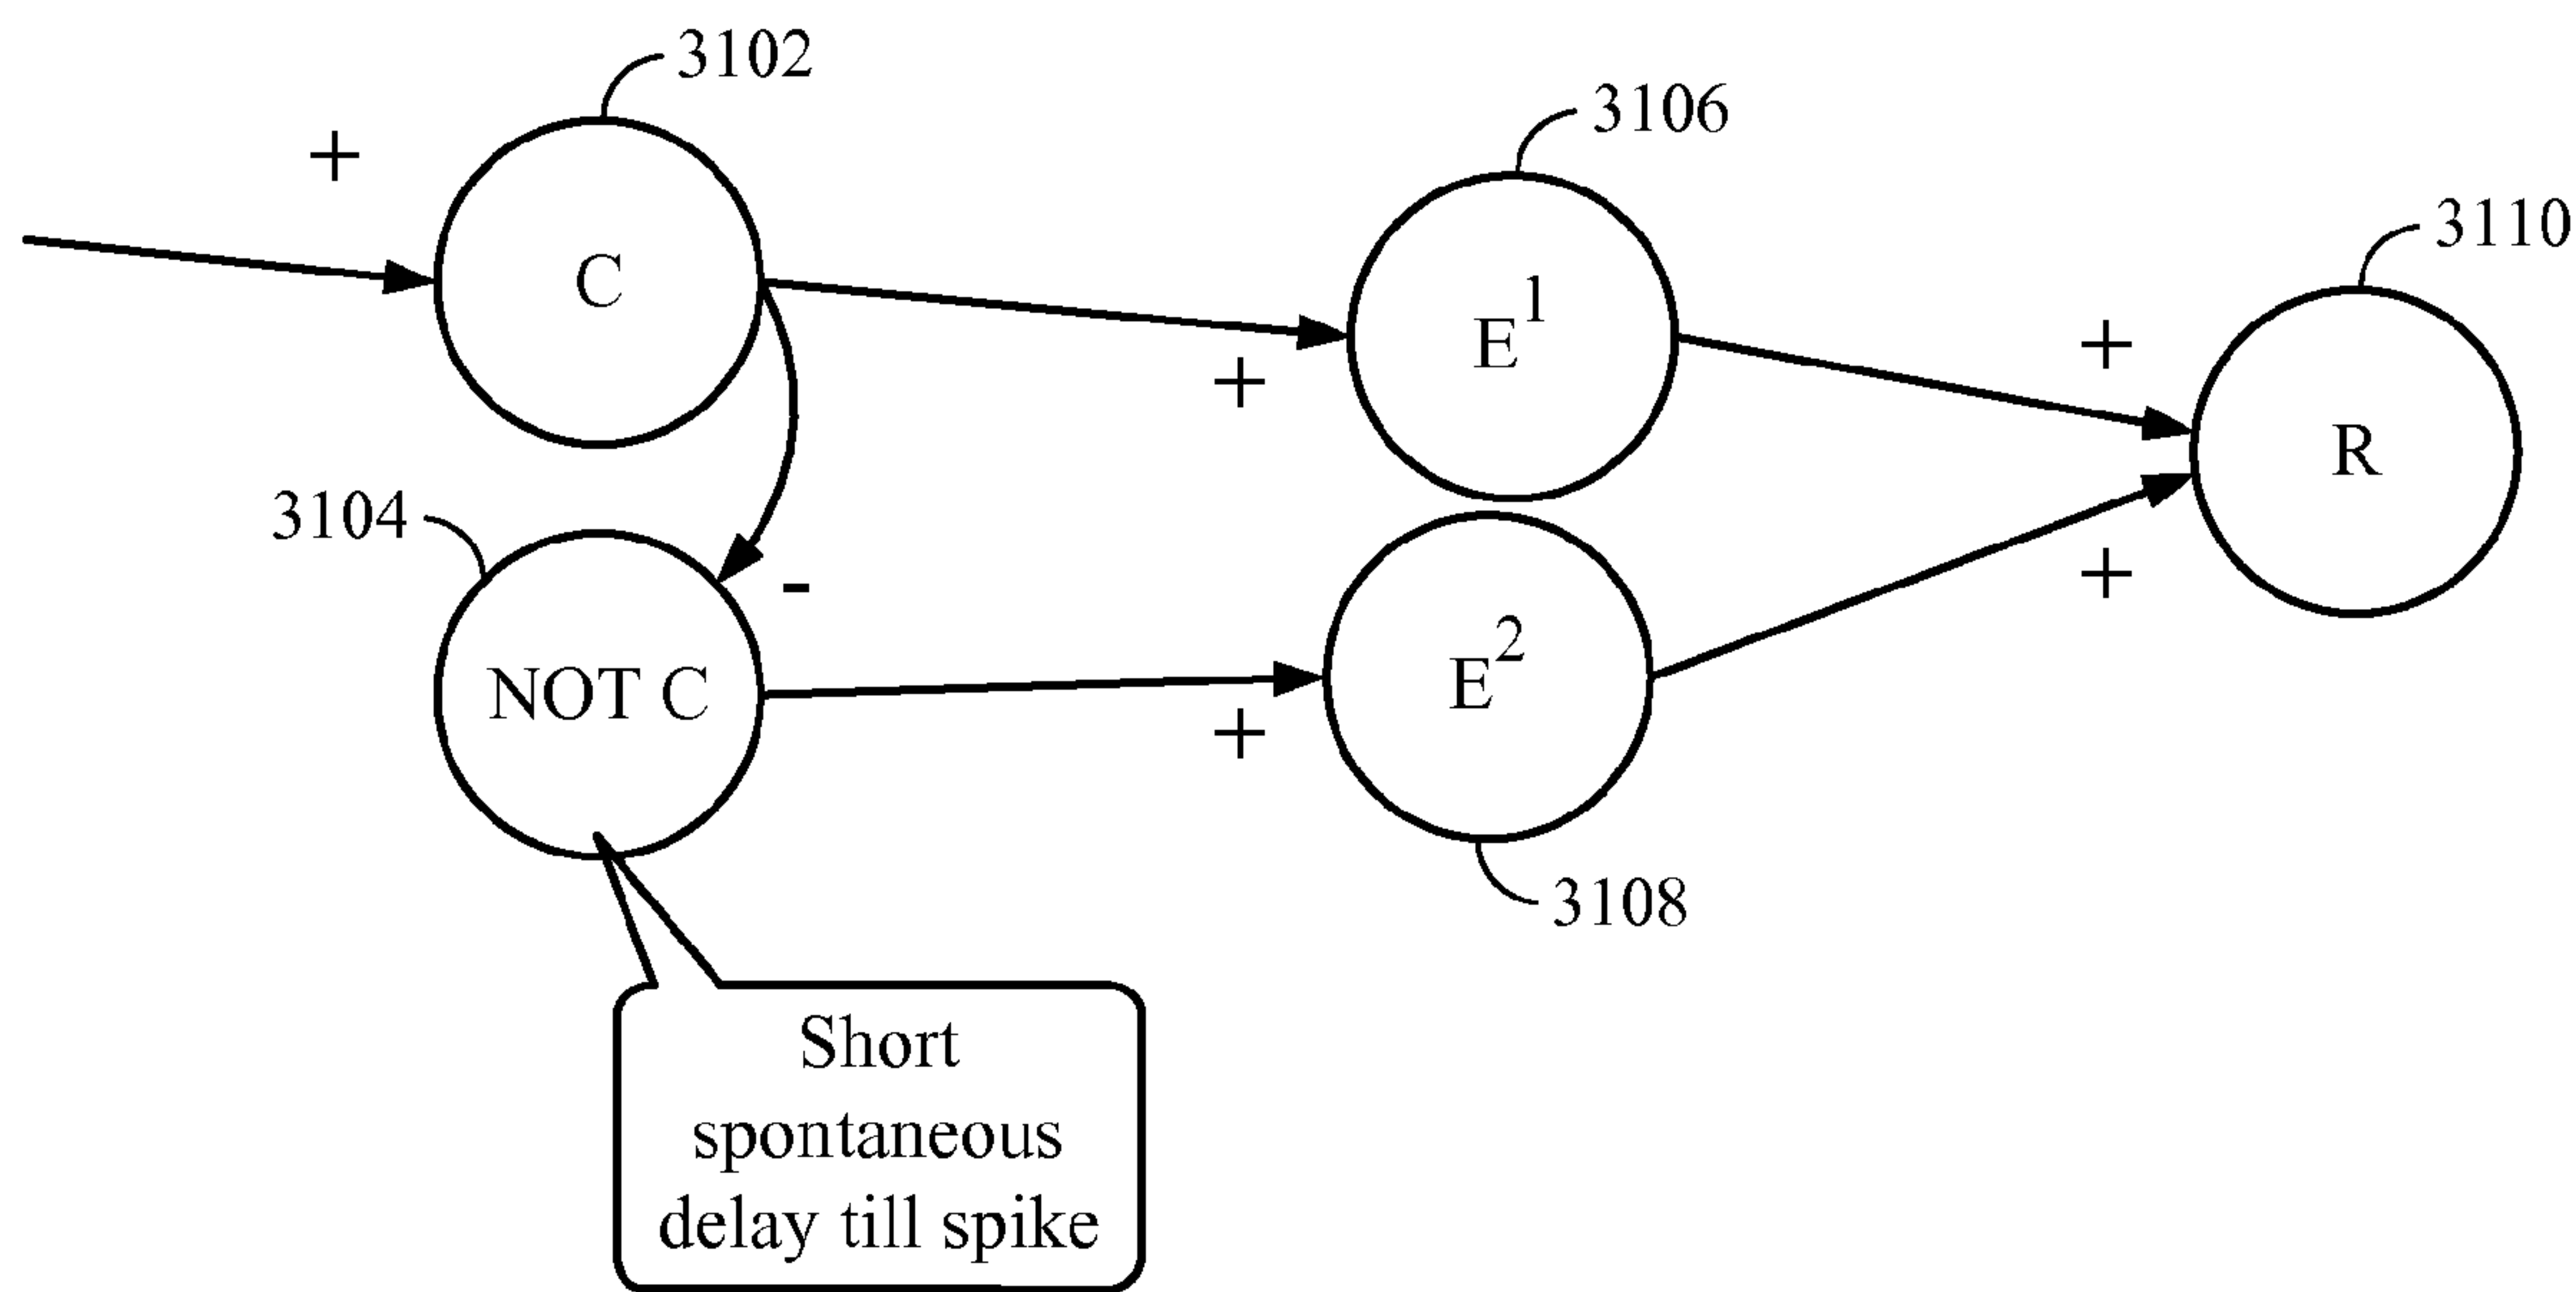 3102
+
C
3106
E1
+
3110
+
R
3104
-
NOT C
E2
+
+
3108
Short
spontaneous
delay till spike